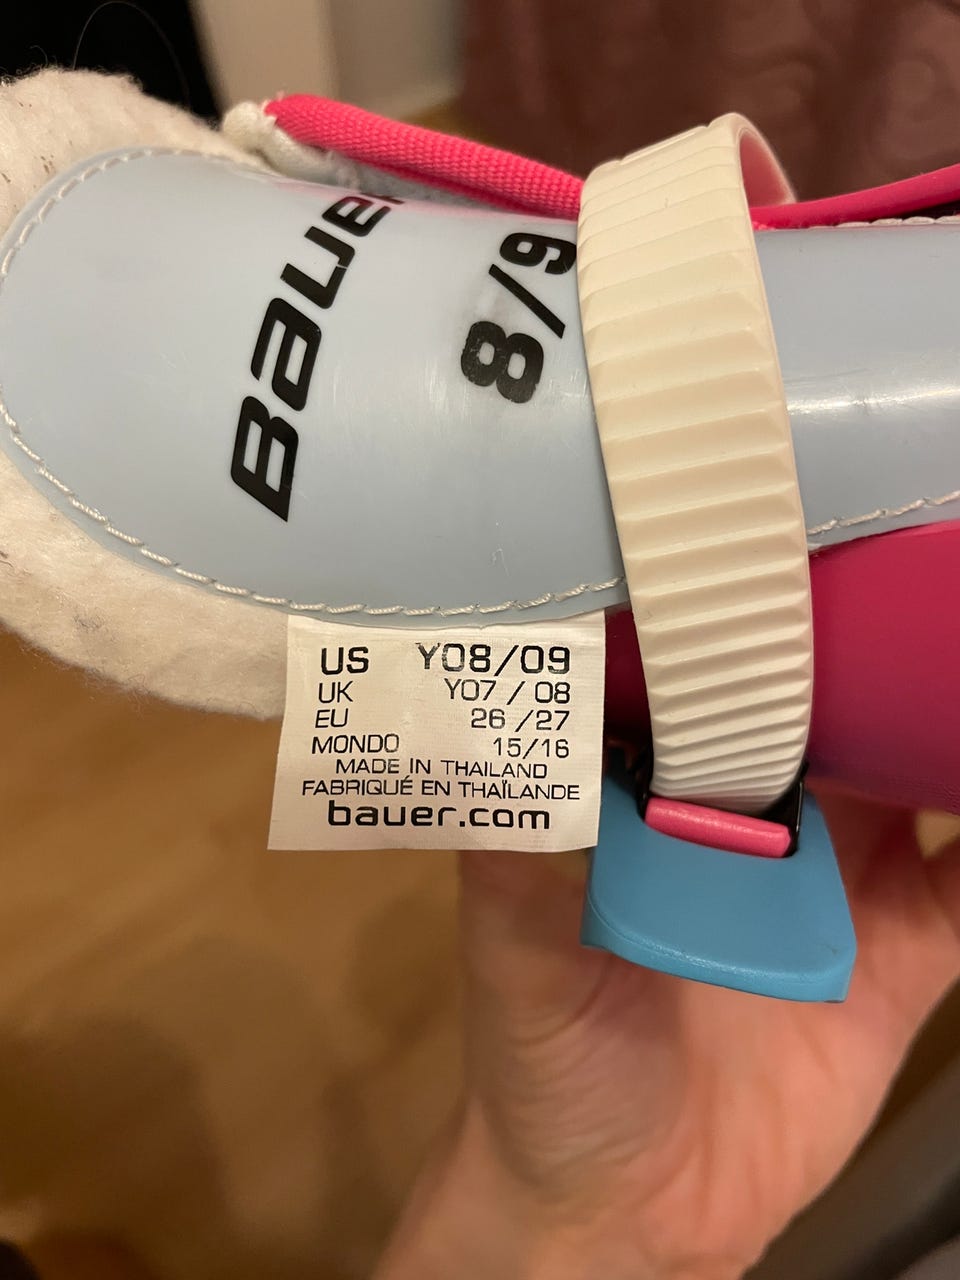 Bauer
8/9
US Y08/09
UK Y07 / 08
EU 26 /27
MONDO 15/16
MADE IN THAILAND
FABRIQUÉ EN THAÏLANDE
bauer.com